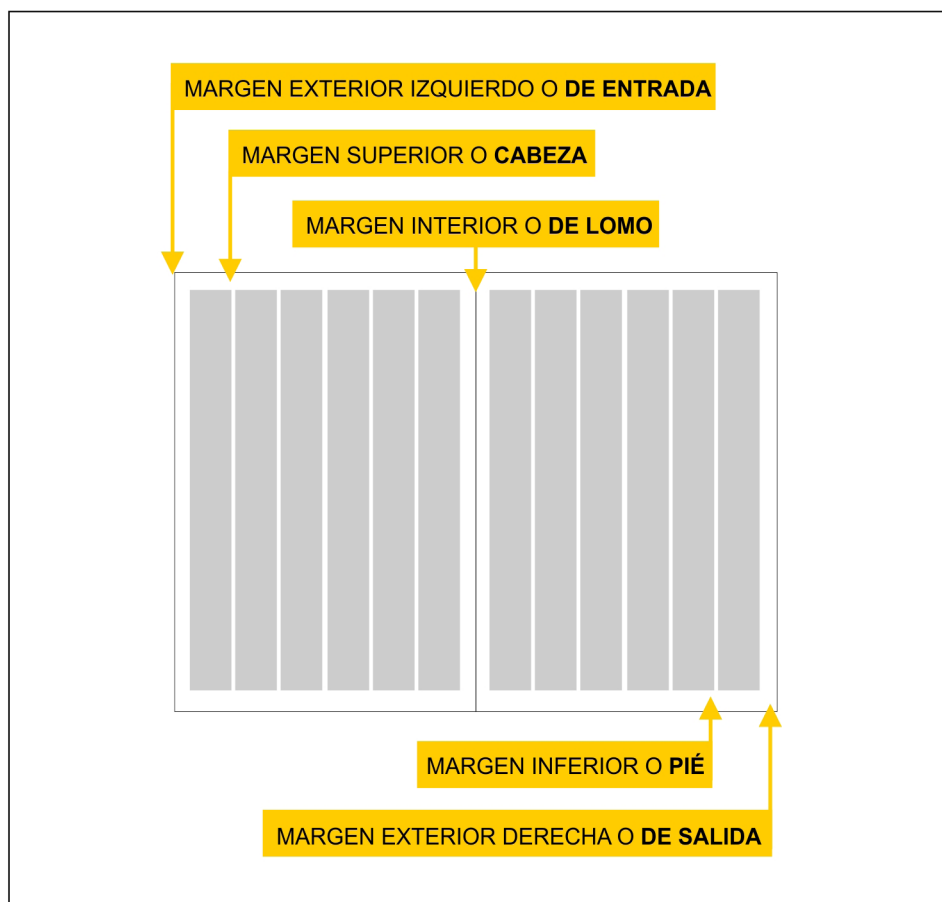 MARGEN EXTERIOR IZQUIERDO O DE ENTRADA
MARGEN SUPERIOR O CABEZA
MARGEN INTERIOR O DE LOMO
MARGEN INFERIOR O PIÉ
MARGEN EXTERIOR DERECHA O DE SALIDA